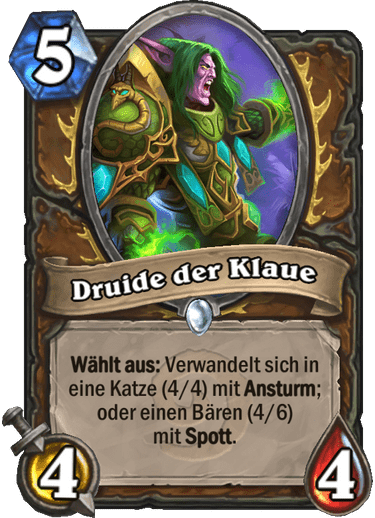 5
Druide der Klaue
Wählt aus: Verwandelt sich in
eine Katze (4/4) mit Ansturm;
oder einen Bären (4/6)
mit Spott.
4
4